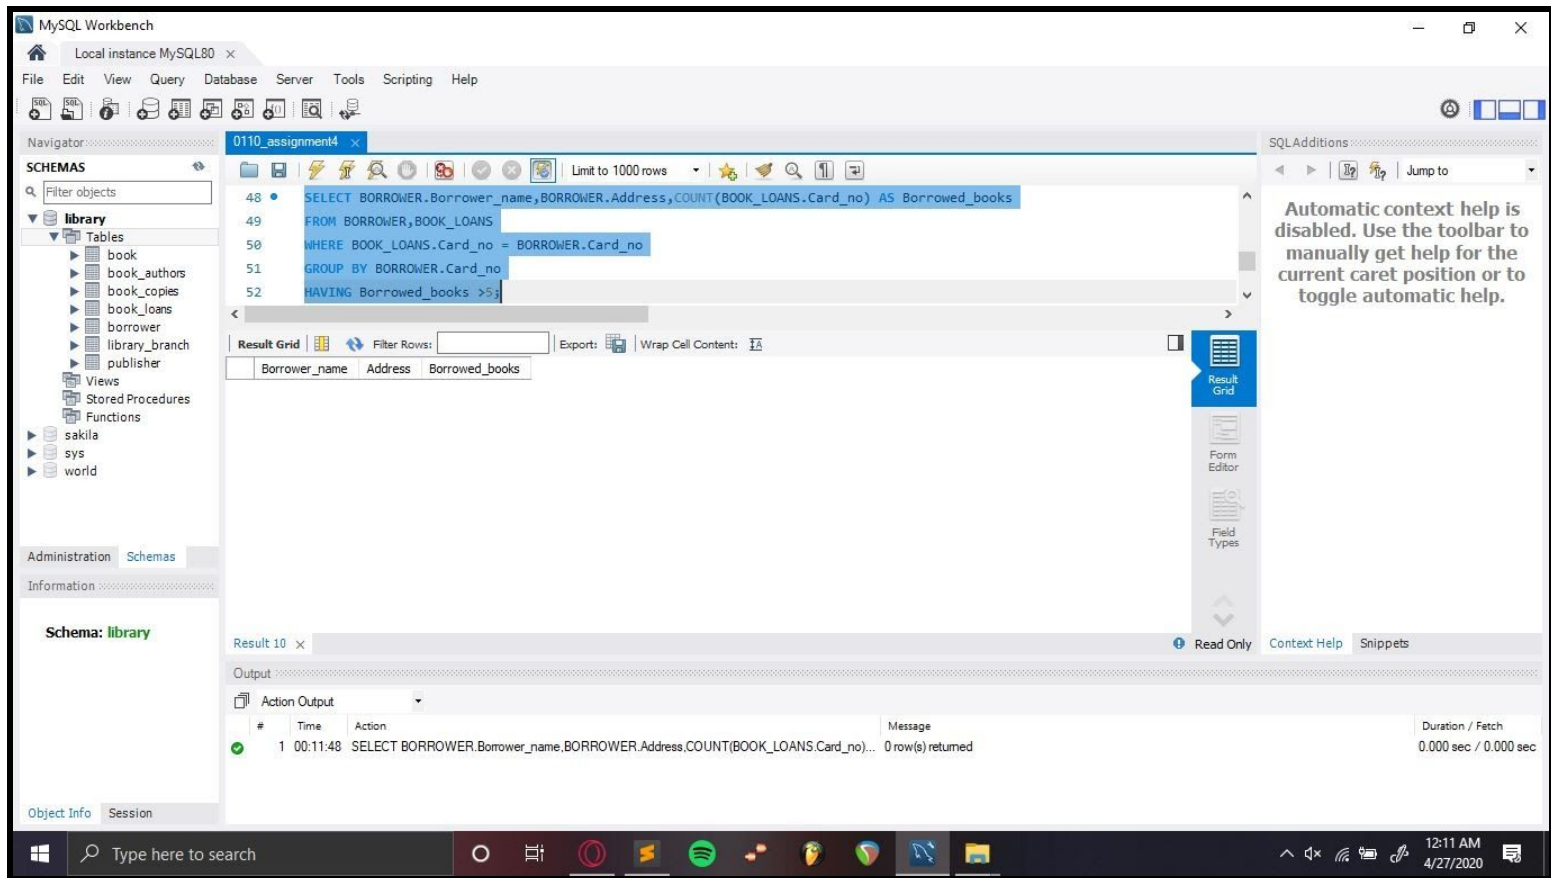 MySQL Workbench
Local instance MySQL80
File Edit View Query Database Server Tools Scripting Help
Navigator
SCHEMAS
Filter objects
library
Tables
book
book_authors
book_copies
book_loans
borrower
library_branch
publisher
Views
Stored Procedures
Functions
sakila
sys
world
Administration Schemas
Information
Schema: library
Object Info Session
0110_assignment4
Limit to 1000 rows
48 SELECT BORROWER.Borrower_name,BORROWER.Address,COUNT(BOOK_LOANS.Card_no) AS Borrowed_books
49 FROM BORROWER,BOOK_LOANS
50 WHERE BOOK_LOANS.Card_no = BORROWER.Card_no
51 GROUP BY BORROWER.Card_no
52 HAVING Borrowed_books >5;
Result Grid Filter Rows: Export: Wrap Cell Content:
Borrower_name Address Borrowed_books
Result
Grid
Form
Editor
Field
Types
Result 10 Read Only
SQLAdditions
Jump to
Automatic context help is
disabled. Use the toolbar to
manually get help for the
current caret position or to
toggle automatic help.
Context Help Snippets
Output
Action Output
# Time Action Message Duration / Fetch
1 00:11:48 SELECT BORROWER.Borrower_name,BORROWER.Address,COUNT(BOOK_LOANS.Card_no)... 0 row(s) returned 0.000 sec / 0.000 sec
Type here to search
12:11 AM
4/27/2020